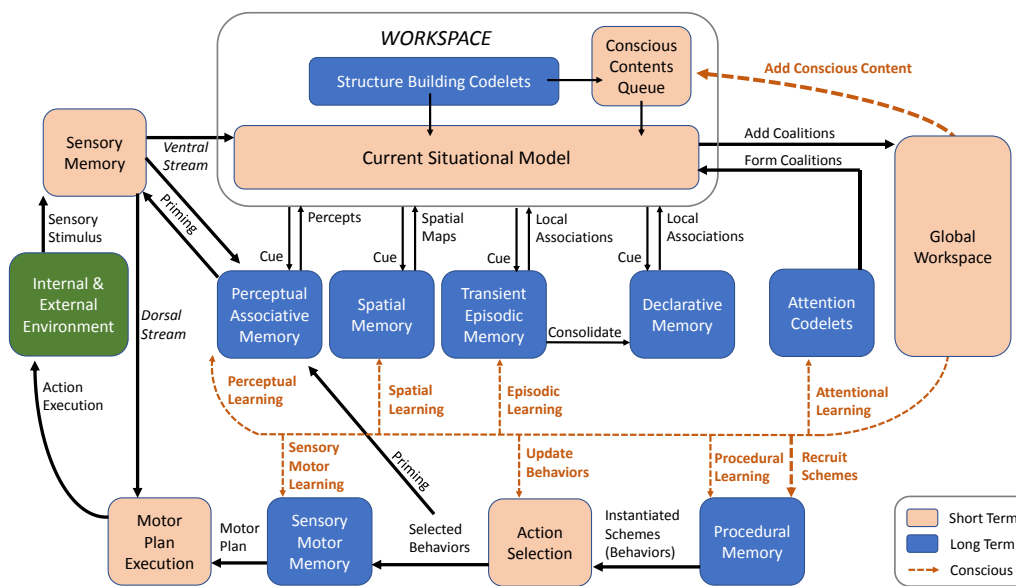 WORKSPACE
Structure Building Codelets
Conscious
Contents
Queue
Add Conscious Content
Sensory
Memory
Ventral
Stream
Current Situational Model
Add Coalitions
Form Coalitions
Priming
Sensory
Stimulus
Percepts
Cue
Spatial
Maps
Cue
Local
Associations
Cue
Local
Associations
Cue
Global
Workspace
Internal &
External
Environment
Dorsal
Stream
Perceptual
Associative
Memory
Spatial
Memory
Transient
Episodic
Memory
Consolidate
Declarative
Memory
Attention
Codelets
Action
Execution
Perceptual
Learning
Spatial
Learning
Episodic
Learning
Attentional
Learning
Sensory
Motor
Learning
Priming
Update
Behaviors
Procedural
Learning
Recruit
Schemes
Motor
Plan
Execution
Motor
Plan
Sensory
Motor
Memory
Selected
Behaviors
Action
Selection
Instantiated
Schemes
(Behaviors)
Procedural
Memory
Short Term
Long Term
Conscious